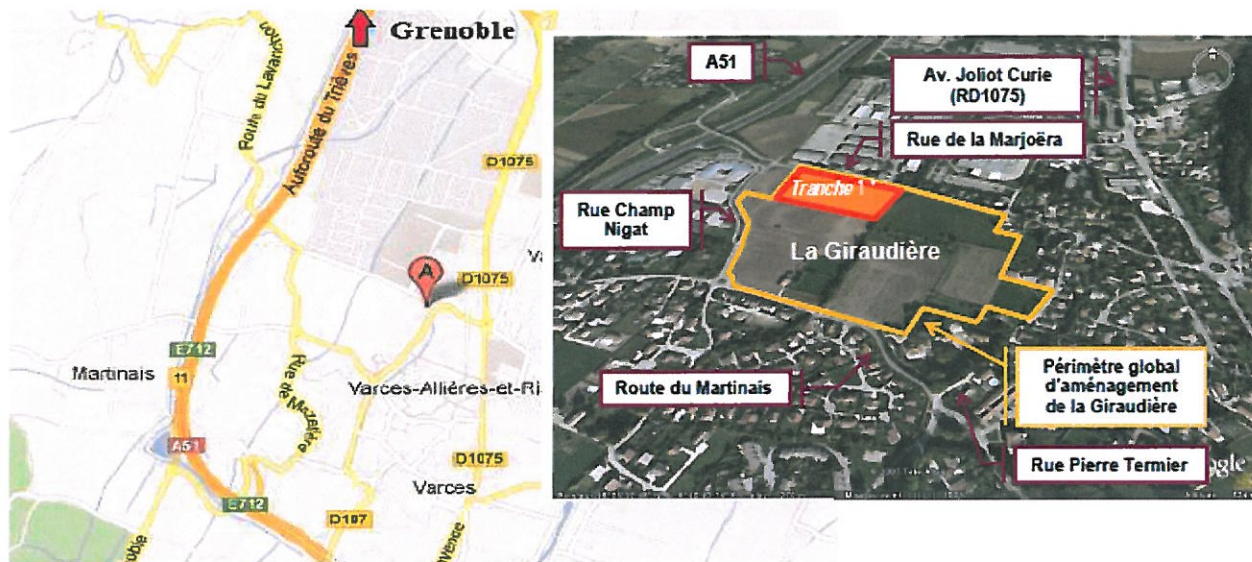 Grenoble
Route du Lavanchon
Autoroute du Trièves
D1075
D1075
A
E712
Martinais
11
Rue de Mazetière
Varces-Allières-et-Ri
A51
D1075
E712
Varces
D107
A51
Av. Joliot Curie
(RD1075)
Rue de la Marjoëra
Tranche 1
Rue Champ
Nigat
La Giraudière
Route du Martinais
Périmètre global
d'aménagement
de la Giraudière
Rue Pierre Termier